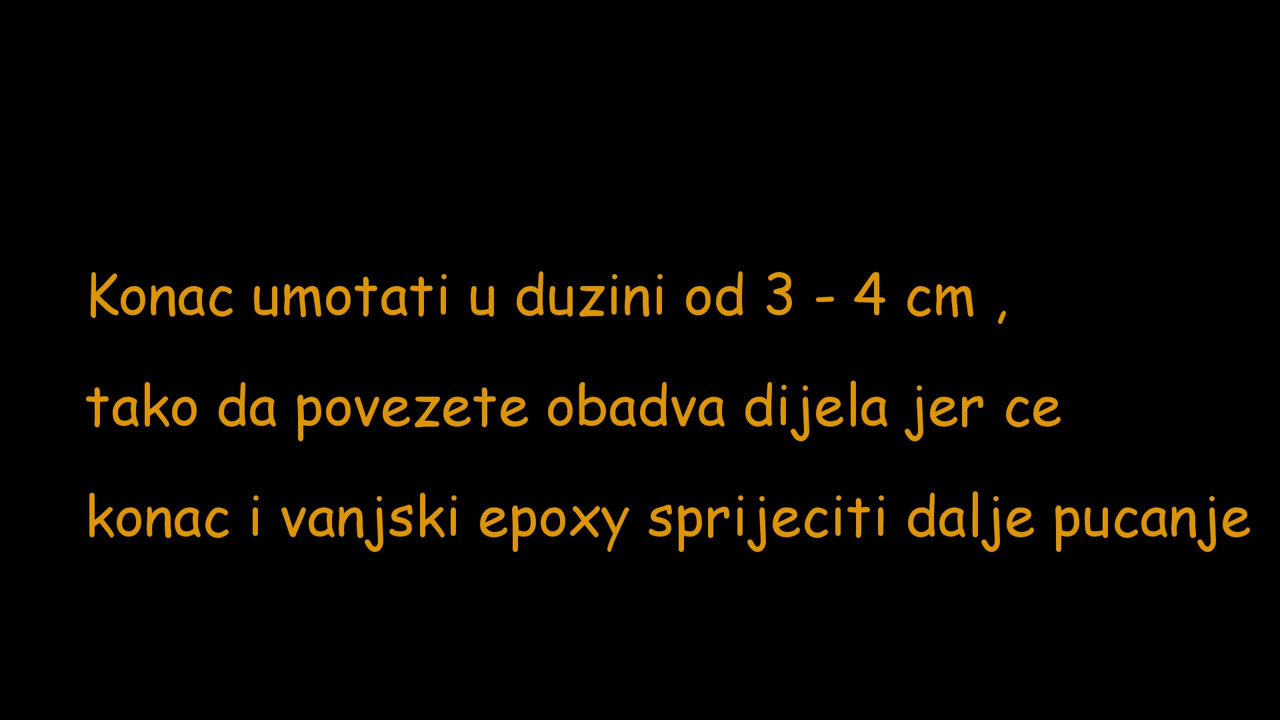 Konac umotati u duzini od 3 - 4 cm ,
tako da povezete obadva dijela jer ce
konac i vanjski epoxy sprijeciti dalje pucanje